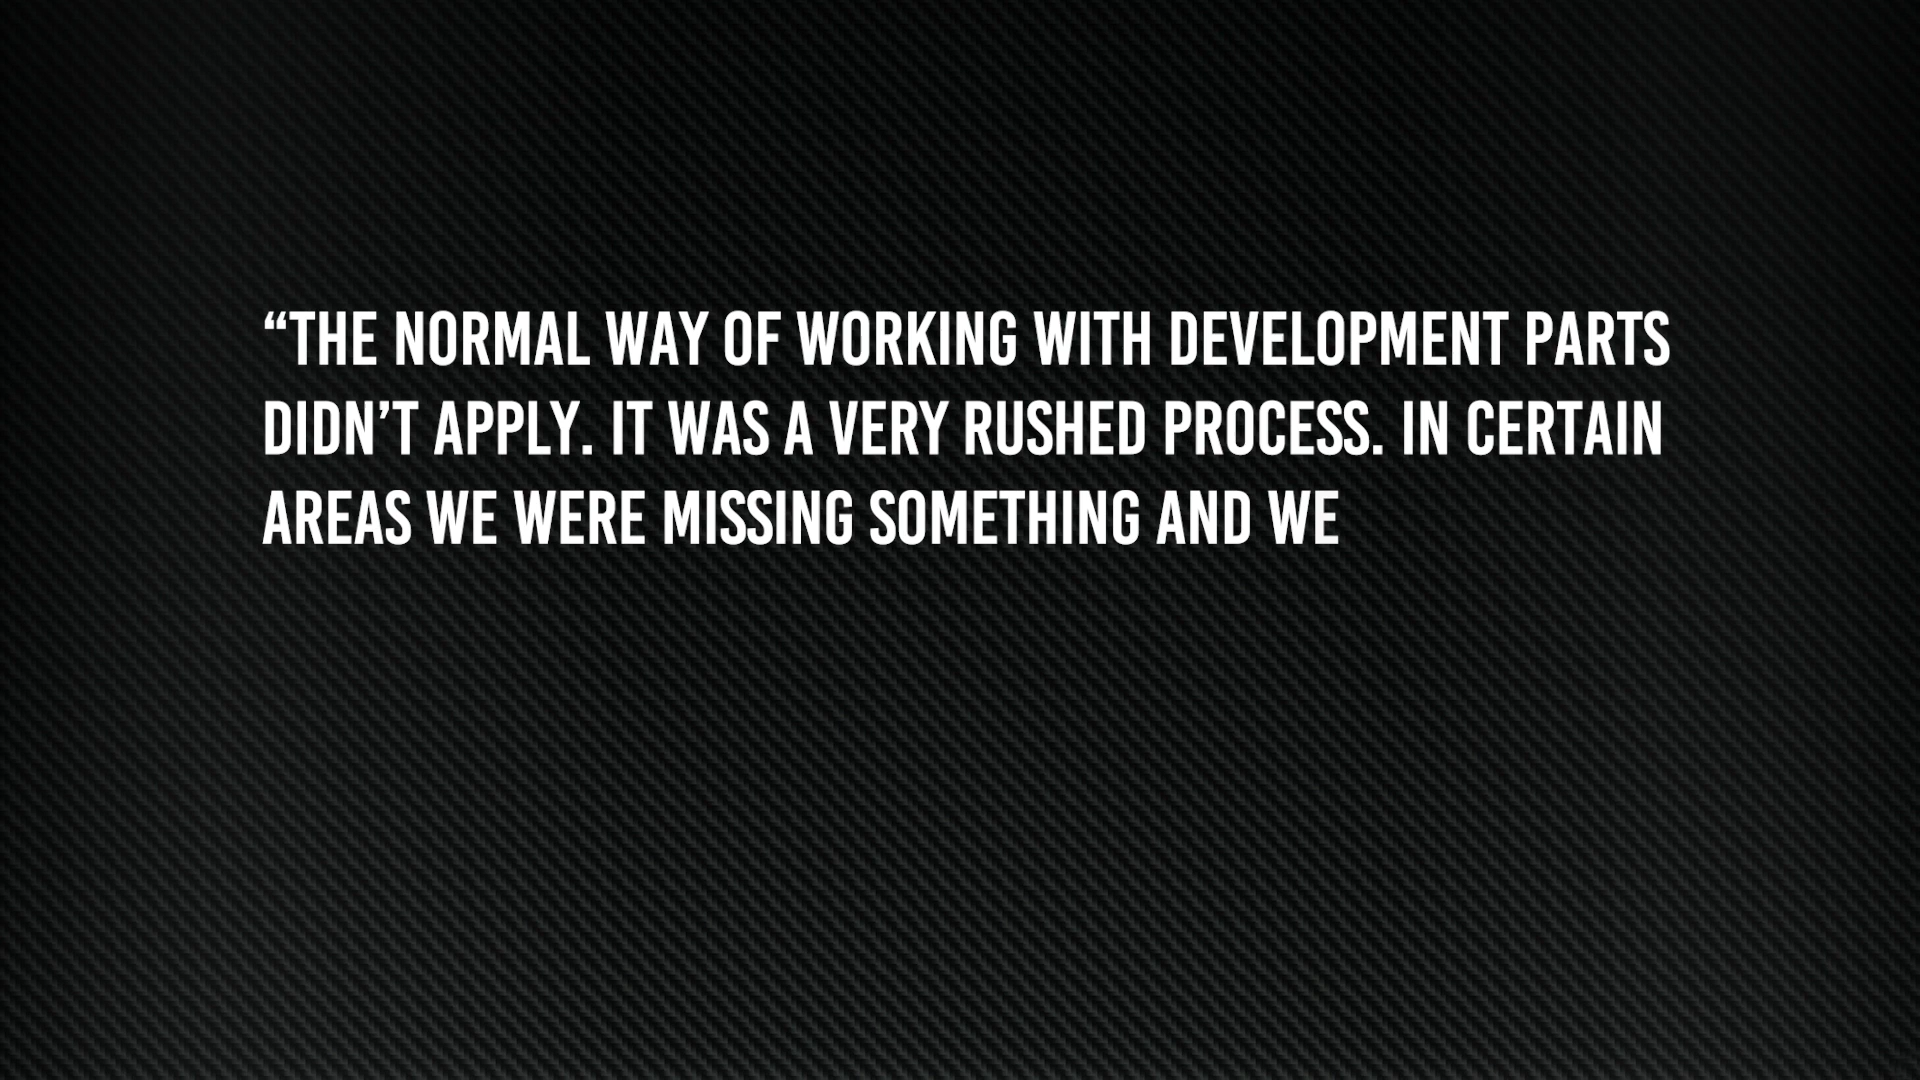 “THE NORMAL WAY OF WORKING WITH DEVELOPMENT PARTS
DIDN’T APPLY. IT WAS A VERY RUSHED PROCESS. IN CERTAIN
AREAS WE WERE MISSING SOMETHING AND WE